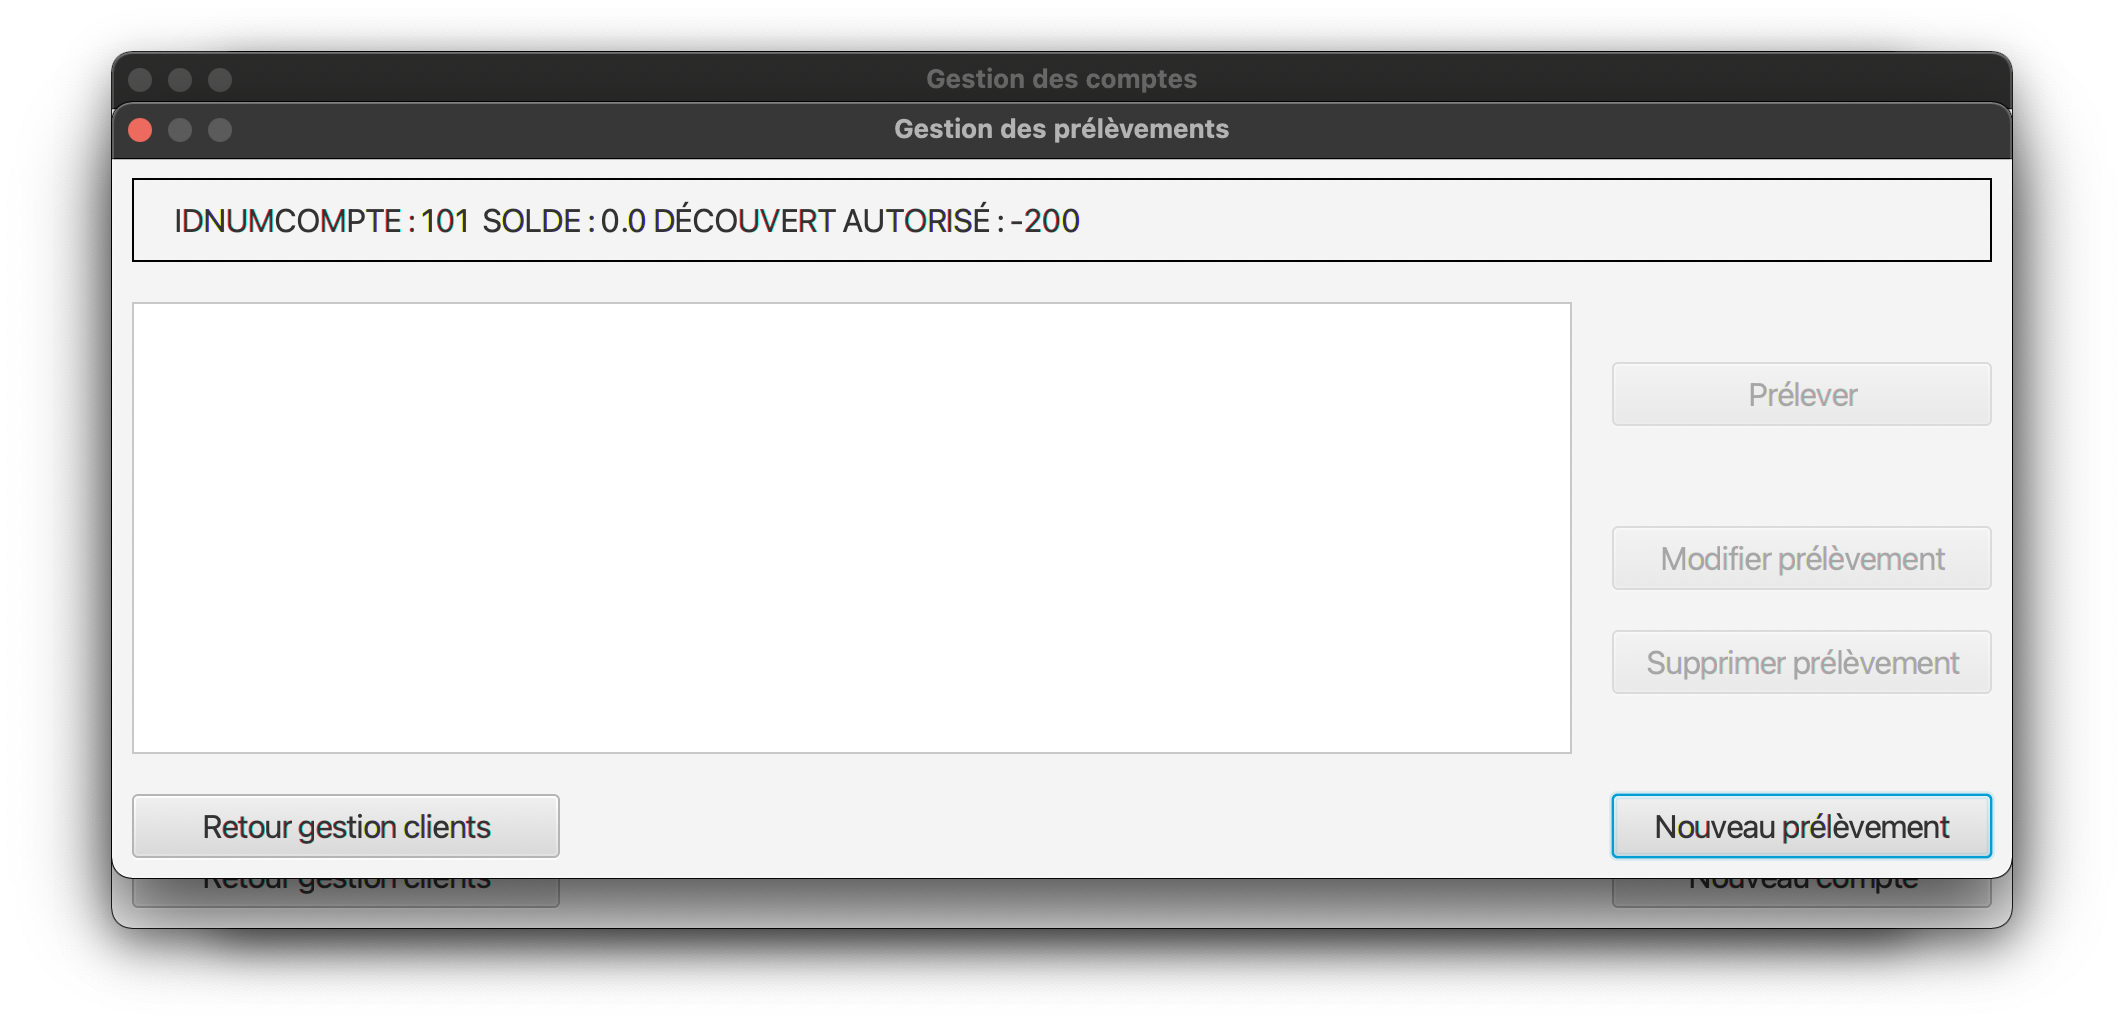 Gestion des comptes
Gestion des prélèvements
IDNUMCOMPTE : 101  SOLDE : 0.0 DÉCOUVERT AUTORISÉ : -200
Prélever
Modifier prélèvement
Supprimer prélèvement
Retour gestion clients
Nouveau prélèvement
Retour gestion clients
Nouveau compte